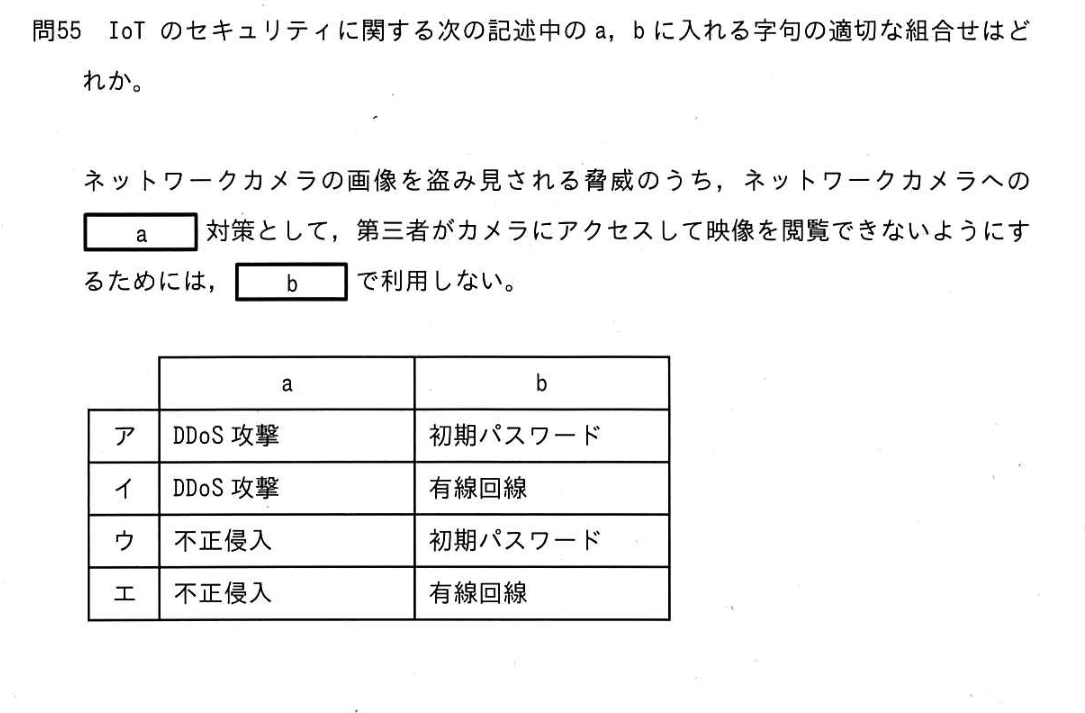 問55 IoT のセキュリティに関する次の記述中の a，b に入れる字句の適切な組合せはど
れか。
ネットワークカメラの画像を盗み見される脅威のうち，ネットワークカメラへの
a 対策として，第三者がカメラにアクセスして映像を閲覧できないようにす
るためには， b で利用しない。
a b
ア DDoS 攻撃 初期パスワード
イ DDoS 攻撃 有線回線
ウ 不正侵入 初期パスワード
エ 不正侵入 有線回線